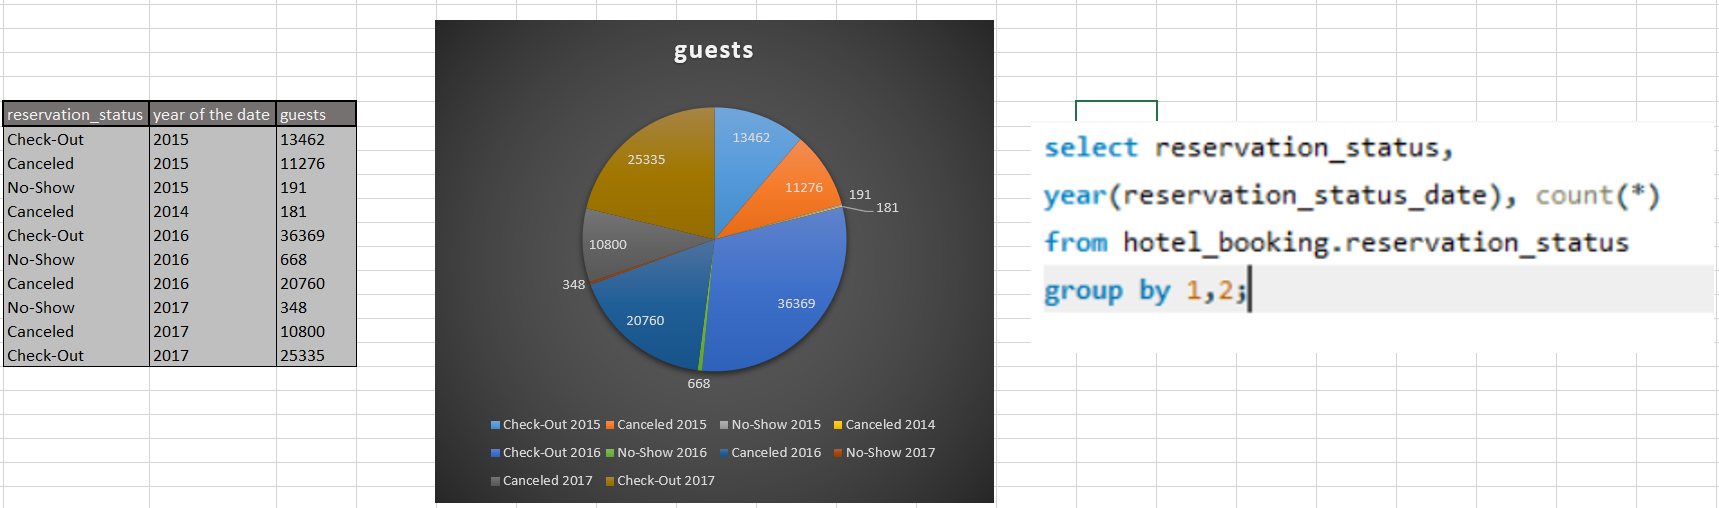 reservation_status year of the date guests
Check-Out 2015 13462
Canceled 2015 11276
No-Show 2015 191
Canceled 2014 181
Check-Out 2016 36369
No-Show 2016 668
Canceled 2016 20760
No-Show 2017 348
Canceled 2017 10800
Check-Out 2017 25335
guests
13462
11276
191
181
36369
668
20760
348
10800
25335
Check-Out 2015 Canceled 2015 No-Show 2015 Canceled 2014
Check-Out 2016 No-Show 2016 Canceled 2016 No-Show 2017
Canceled 2017 Check-Out 2017
select reservation_status,
year(reservation_status_date), count(*)
from hotel_booking.reservation_status
group by 1,2;